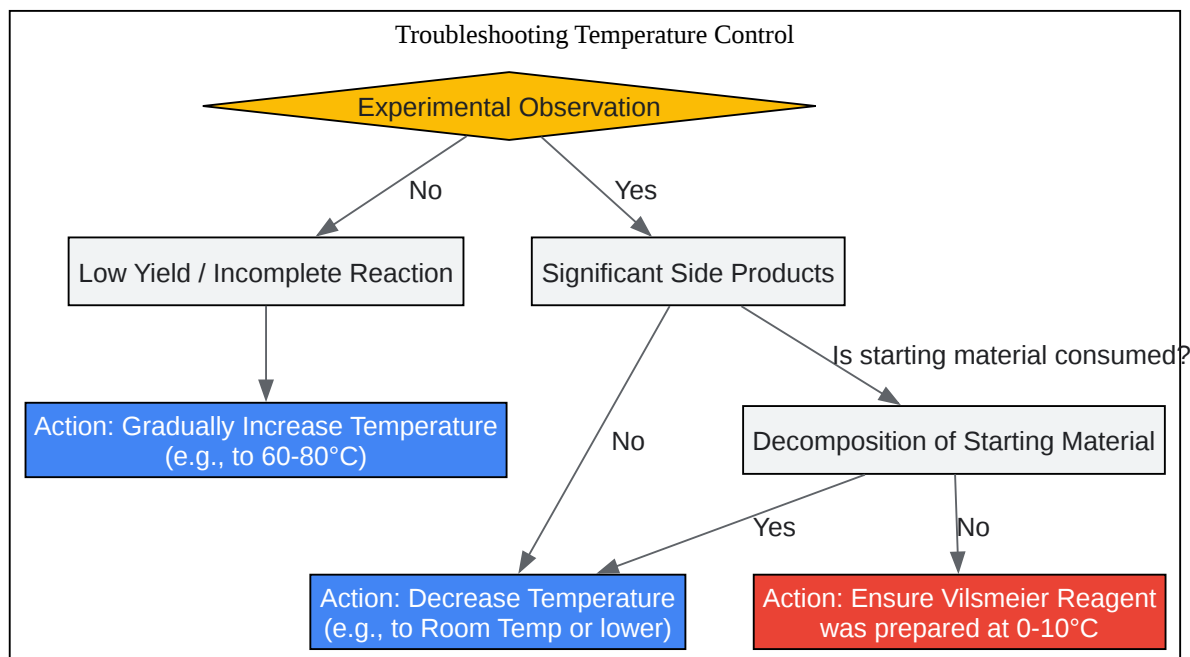 Troubleshooting Temperature Control
Experimental Observation
No
Yes
Low Yield / Incomplete Reaction
Significant Side Products
Is starting material consumed?
Action: Gradually Increase Temperature
(e.g., to 60-80°C)
No
Decomposition of Starting Material
Yes
No
Action: Decrease Temperature
(e.g., to Room Temp or lower)
Action: Ensure Vilsmeier Reagent
was prepared at 0-10°C